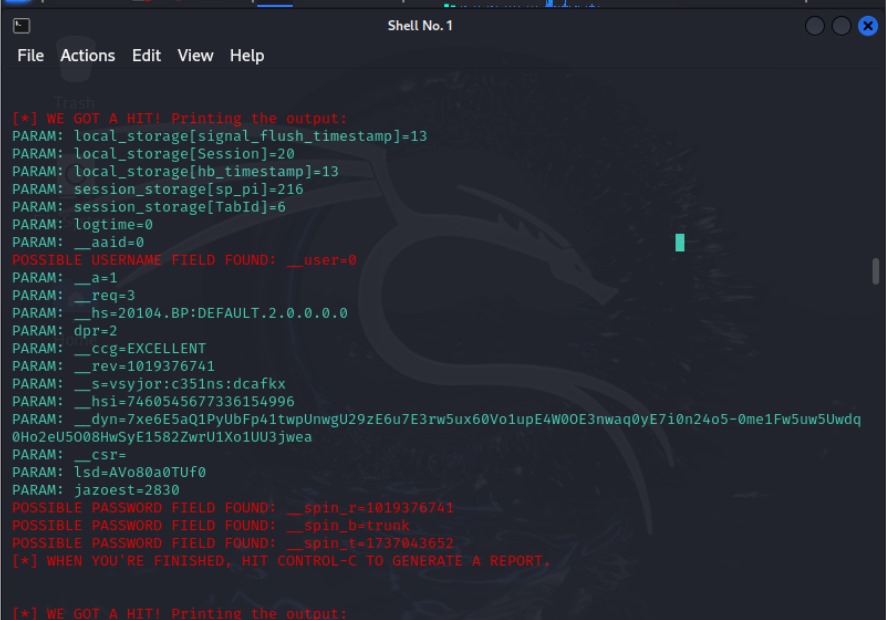 Shell No. 1
File Actions Edit View Help
Trash
[*] WE GOT A HIT! Printing the output:
PARAM: local_storage[signal_flush_timestamp]=13
PARAM: local_storage[Session]=20
PARAM: local_storage[hb_timestamp]=13
PARAM: session_storage[sp_pi]=216
PARAM: session_storage[TabId]=6
PARAM: logtime=0
PARAM: __aaid=0
POSSIBLE USERNAME FIELD FOUND: __user=0
PARAM: __a=1
PARAM: __req=3
PARAM: __hs=20104.BP:DEFAULT.2.0.0.0.0
PARAM: dpr=2
PARAM: __ccg=EXCELLENT
PARAM: __rev=1019376741
PARAM: __s=vsyjor:c351ns:dcafkx
PARAM: __hsi=7460545677336154996
PARAM: __dyn=7xe6E5aQ1PyUbFp41twpUnwgU29zE6u7E3rw5ux60Vo1upE4W0OE3nwaq0yE7i0n24o5-0me1Fw5uw5Uwdq
0Ho2eU5O08HwSyE1582ZwrU1Xo1UU3jwea
PARAM: __csr=
PARAM: lsd=AVo80a0TUf0
PARAM: jazoest=2830
POSSIBLE PASSWORD FIELD FOUND: __spin_r=1019376741
POSSIBLE PASSWORD FIELD FOUND: __spin_b=trunk
POSSIBLE PASSWORD FIELD FOUND: __spin_t=1737043652
[*] WHEN YOU'RE FINISHED, HIT CONTROL-C TO GENERATE A REPORT.
[*] WE GOT A HIT! Printing the output: